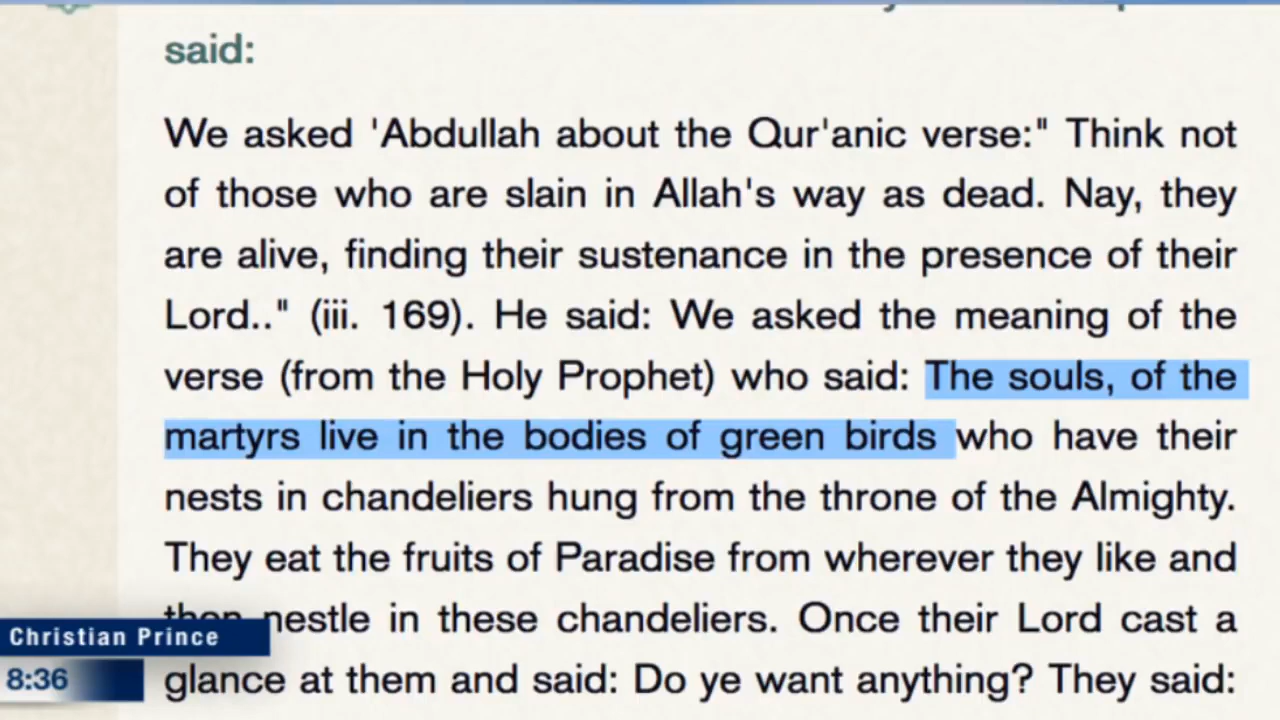 said:
We asked 'Abdullah about the Qur'anic verse:" Think not
of those who are slain in Allah's way as dead. Nay, they
are alive, finding their sustenance in the presence of their
Lord.." (iii. 169). He said: We asked the meaning of the
verse (from the Holy Prophet) who said: The souls, of the
martyrs live in the bodies of green birds who have their
nests in chandeliers hung from the throne of the Almighty.
They eat the fruits of Paradise from wherever they like and
then nestle in these chandeliers. Once their Lord cast a
glance at them and said: Do ye want anything? They said:
Christian Prince
8:36